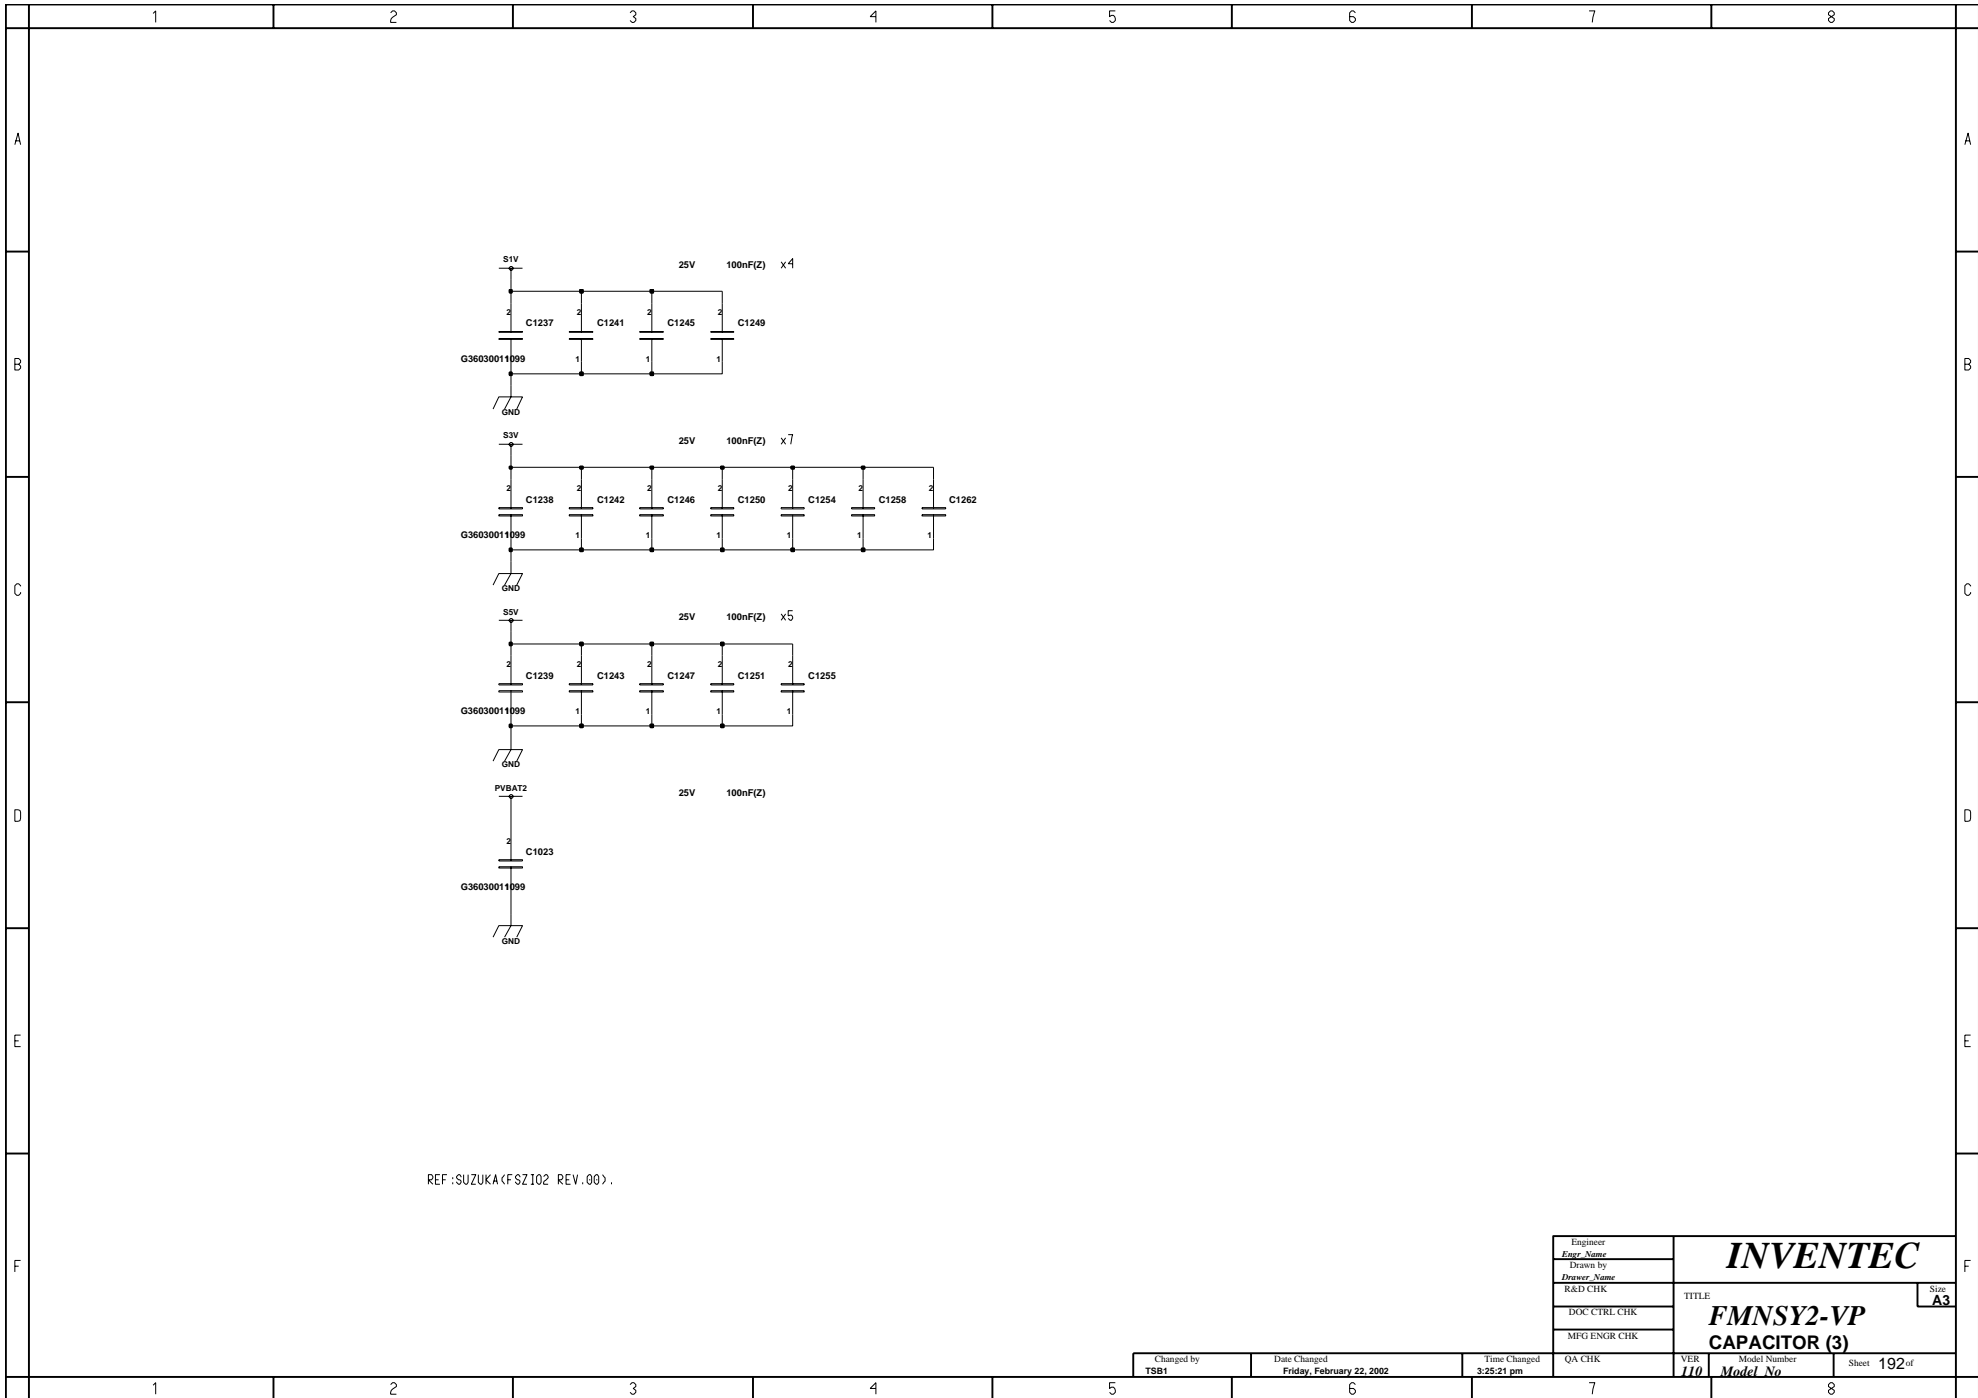 1 2 3 4 5 6 7 8
A A
S1V 25V 100nF(Z) x4
2 C1237 2 C1241 2 C1245 2 C1249
G36030011099 1 1 1
B B
GND
S3V 25V 100nF(Z) x7
2 C1238 2 C1242 2 C1246 2 C1250 2 C1254 2 C1258 2 C1262
G36030011099 1 1 1 1 1 1
GND
C C
S5V 25V 100nF(Z) x5
2 C1239 2 C1243 2 C1247 2 C1251 2 C1255
G36030011099 1 1 1 1
GND
PVBAT2 25V 100nF(Z)
D D
2 C1023
G36030011099
GND
E E
REF:SUZUKA(FSZIO2 REV.00).
F F
Engineer
Engr_Name
Drawn by
Drawer_Name
R&D CHK
DOC CTRL CHK
MFG ENGR CHK
QA CHK
INVENTEC
TITLE
Size
A3
FMNSY2-VP
CAPACITOR (3)
Changed by
TSB1
Date Changed
Friday, February 22, 2002
Time Changed
3:25:21 pm
VER
110
Model Number
Model_No
Sheet 192of
1 2 3 4 5 6 7 8